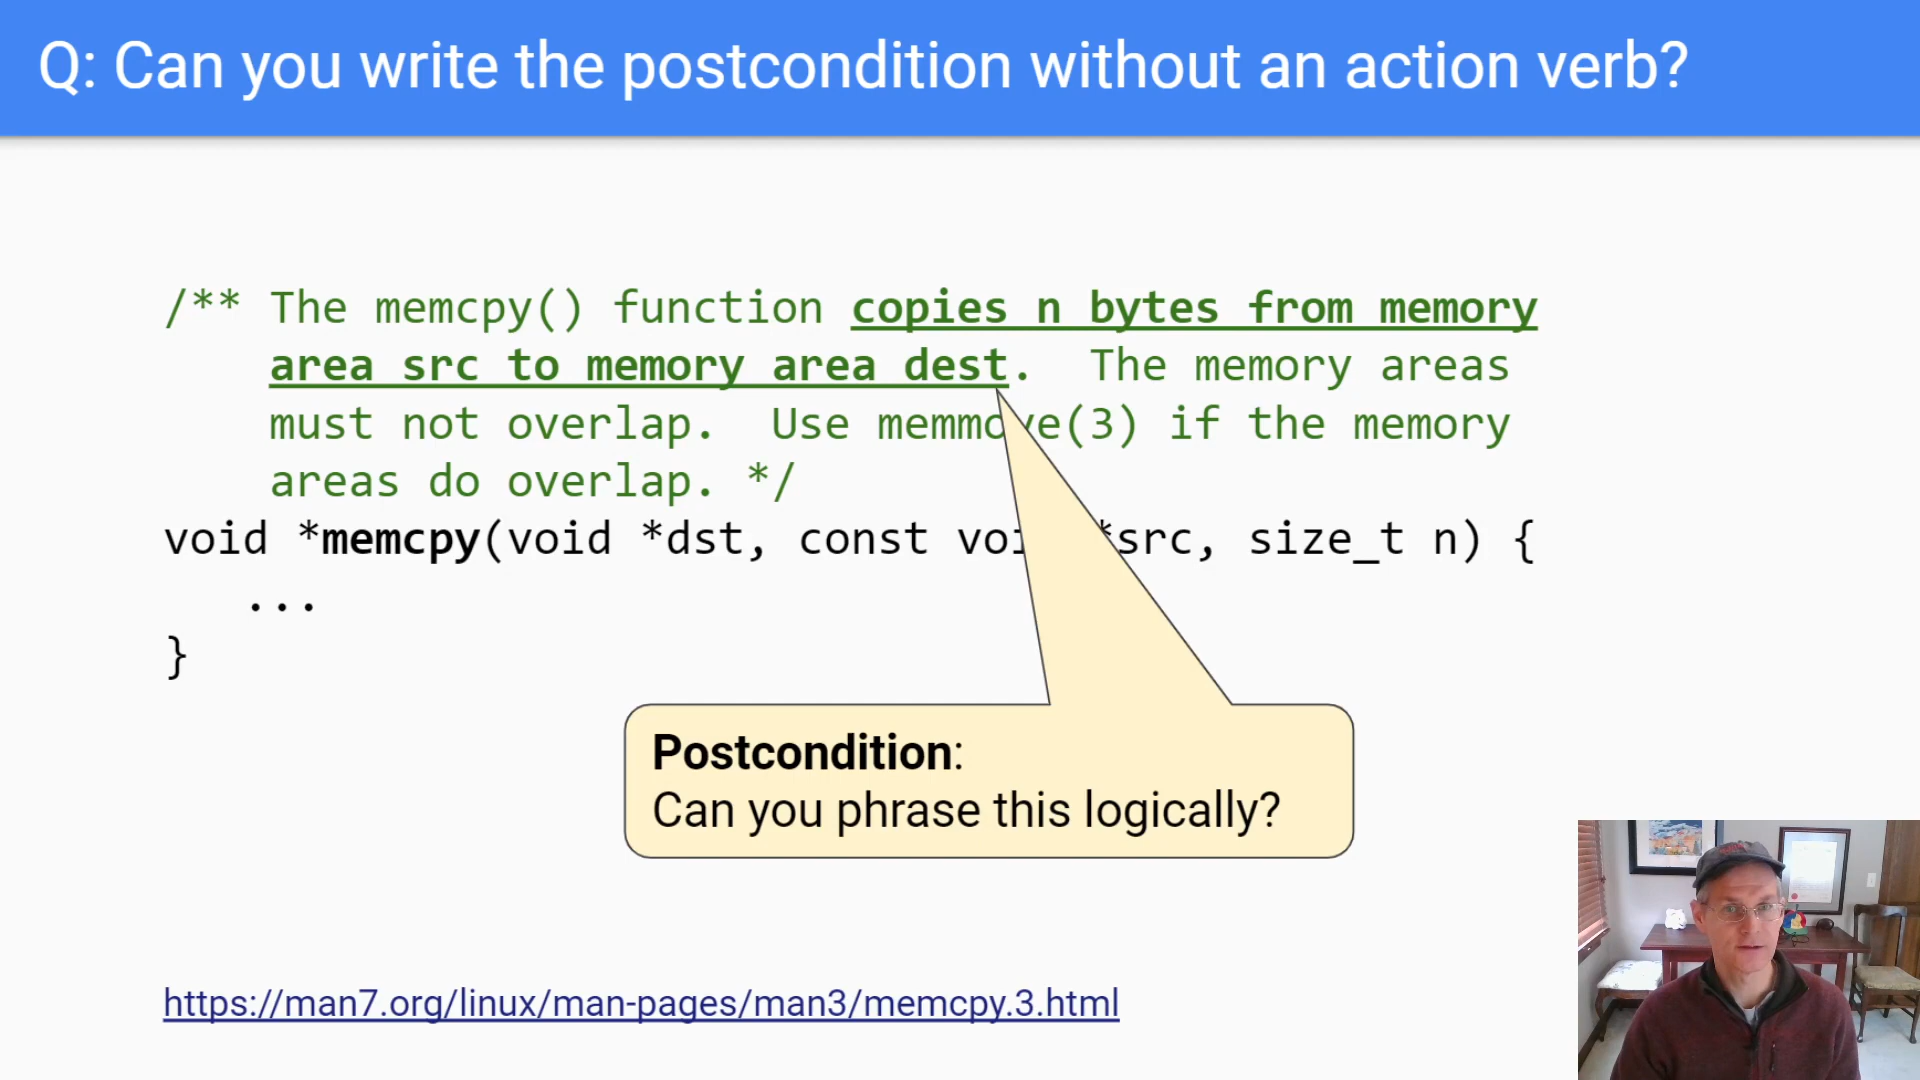 Q: Can you write the postcondition without an action verb?
/** The memcpy() function copies n bytes from memory
area src to memory area dest.  The memory areas
must not overlap.  Use memmove(3) if the memory
areas do overlap. */
void *memcpy(void *dst, const void *src, size_t n) {
...
}
Postcondition:
Can you phrase this logically?
https://man7.org/linux/man-pages/man3/memcpy.3.html